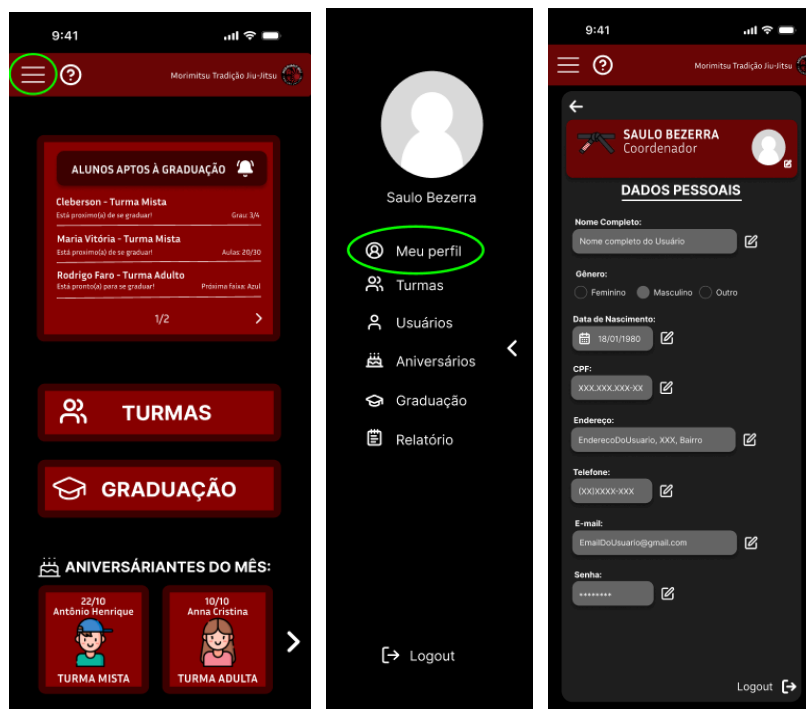 9:41
Morimitsu Tradição Jiu-Jitsu
ALUNOS APTOS À GRADUAÇÃO
Cleberson - Turma Mista
Está proximo(a) de se graduar! Grau: 3/4
Maria Vitória - Turma Mista
Está proximo(a) de se graduar! Aulas: 20/30
Rodrigo Faro - Turma Adulto
Está pronto(a) para se graduar! Próxima faixa: Azul
1/2
TURMAS
GRADUAÇÃO
ANIVERSÁRIANTES DO MÊS:
22/10
Antônio Henrique
TURMA MISTA
10/10
Anna Cristina
TURMA ADULTA
Saulo Bezerra
Meu perfil
Turmas
Usuários
Aniversários
Graduação
Relatório
Logout
9:41
Morimitsu Tradição Jiu-Jitsu
SAULO BEZERRA
Coordenador
DADOS PESSOAIS
Nome Completo:
Nome completo do Usuário
Gênero:
Feminino Masculino Outro
Data de Nascimento:
18/01/1980
CPF:
XXX.XXX.XXX-XX
Endereço:
EnderecoDoUsuario, XXX, Bairro
Telefone:
(XX)XXXX-XXX
E-mail:
EmailDoUsuario@gmail.com
Senha:
••••••••
Logout